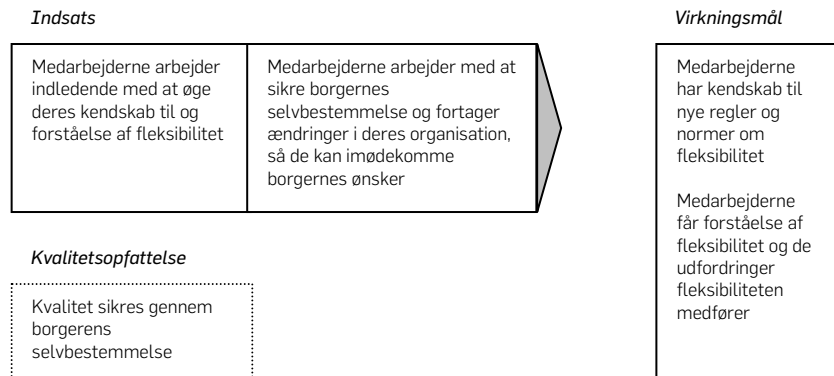 Indsats
Medarbejderne arbejder
indledende med at øge
deres kendskab til og
forståelse af fleksibilitet
Medarbejderne arbejder med at
sikre borgernes
selvbestemmelse og fortager
ændringer i deres organisation,
så de kan imødekomme
borgernes ønsker
Kvalitetsopfattelse
Kvalitet sikres gennem
borgerens
selvbestemmelse
Virkningsmål
Medarbejderne
har kendskab til
nye regler og
normer om
fleksibilitet
Medarbejderne
får forståelse af
fleksibilitet og de
udfordringer
fleksibiliteten
medfører